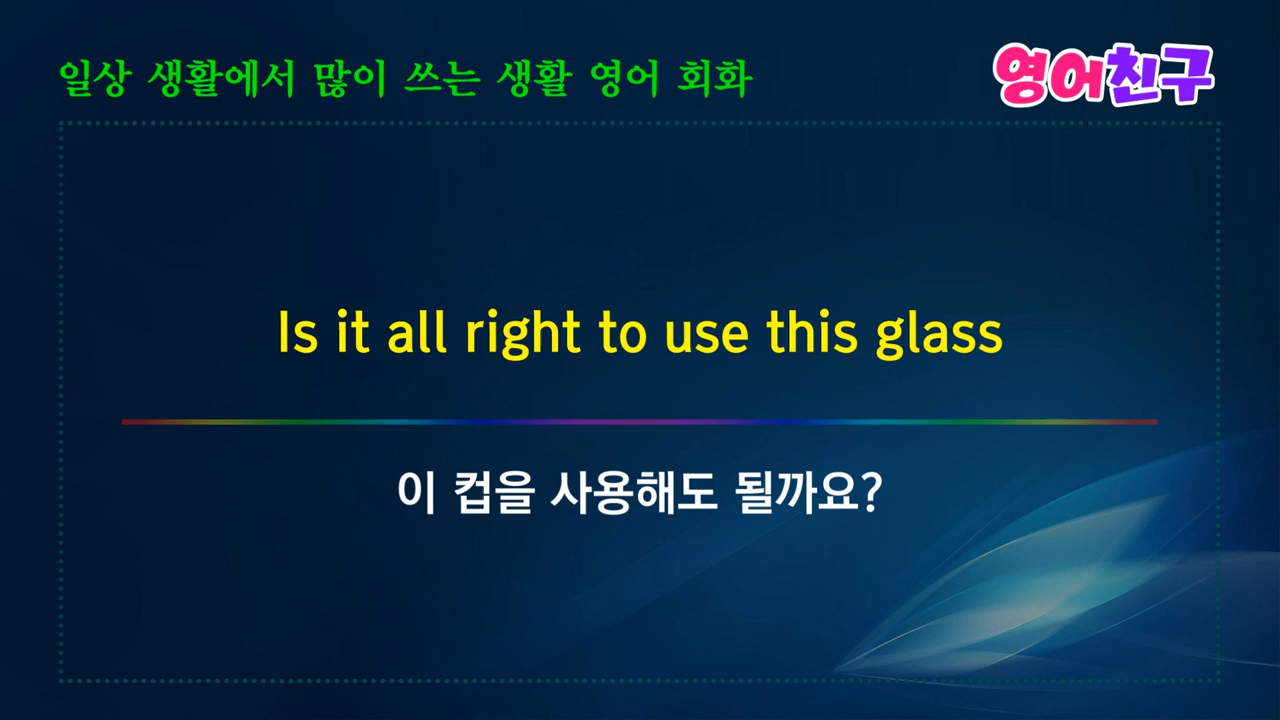 일상 생활에서 많이 쓰는 생활 영어 회화
영어친구
Is it all right to use this glass
이 컵을 사용해도 될까요?